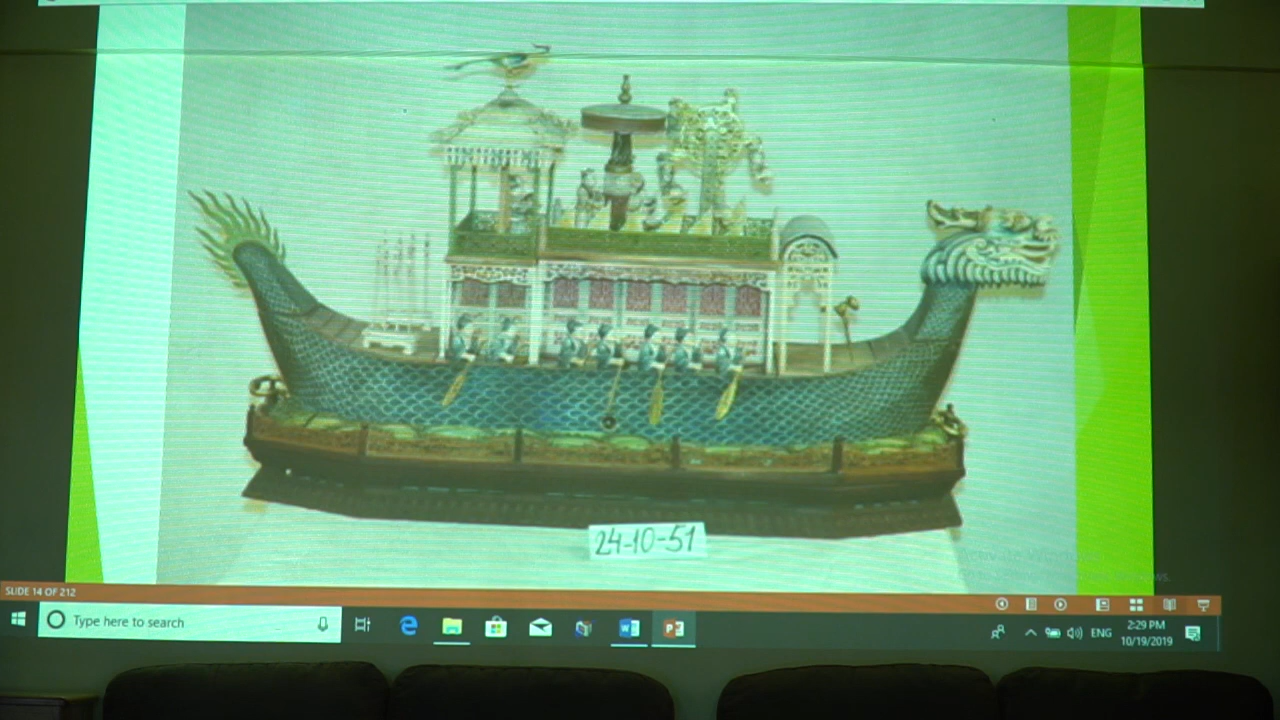 24-10-51
SLIDE 14 OF 212
Type here to search
ENG
2:29 PM
10/19/2019